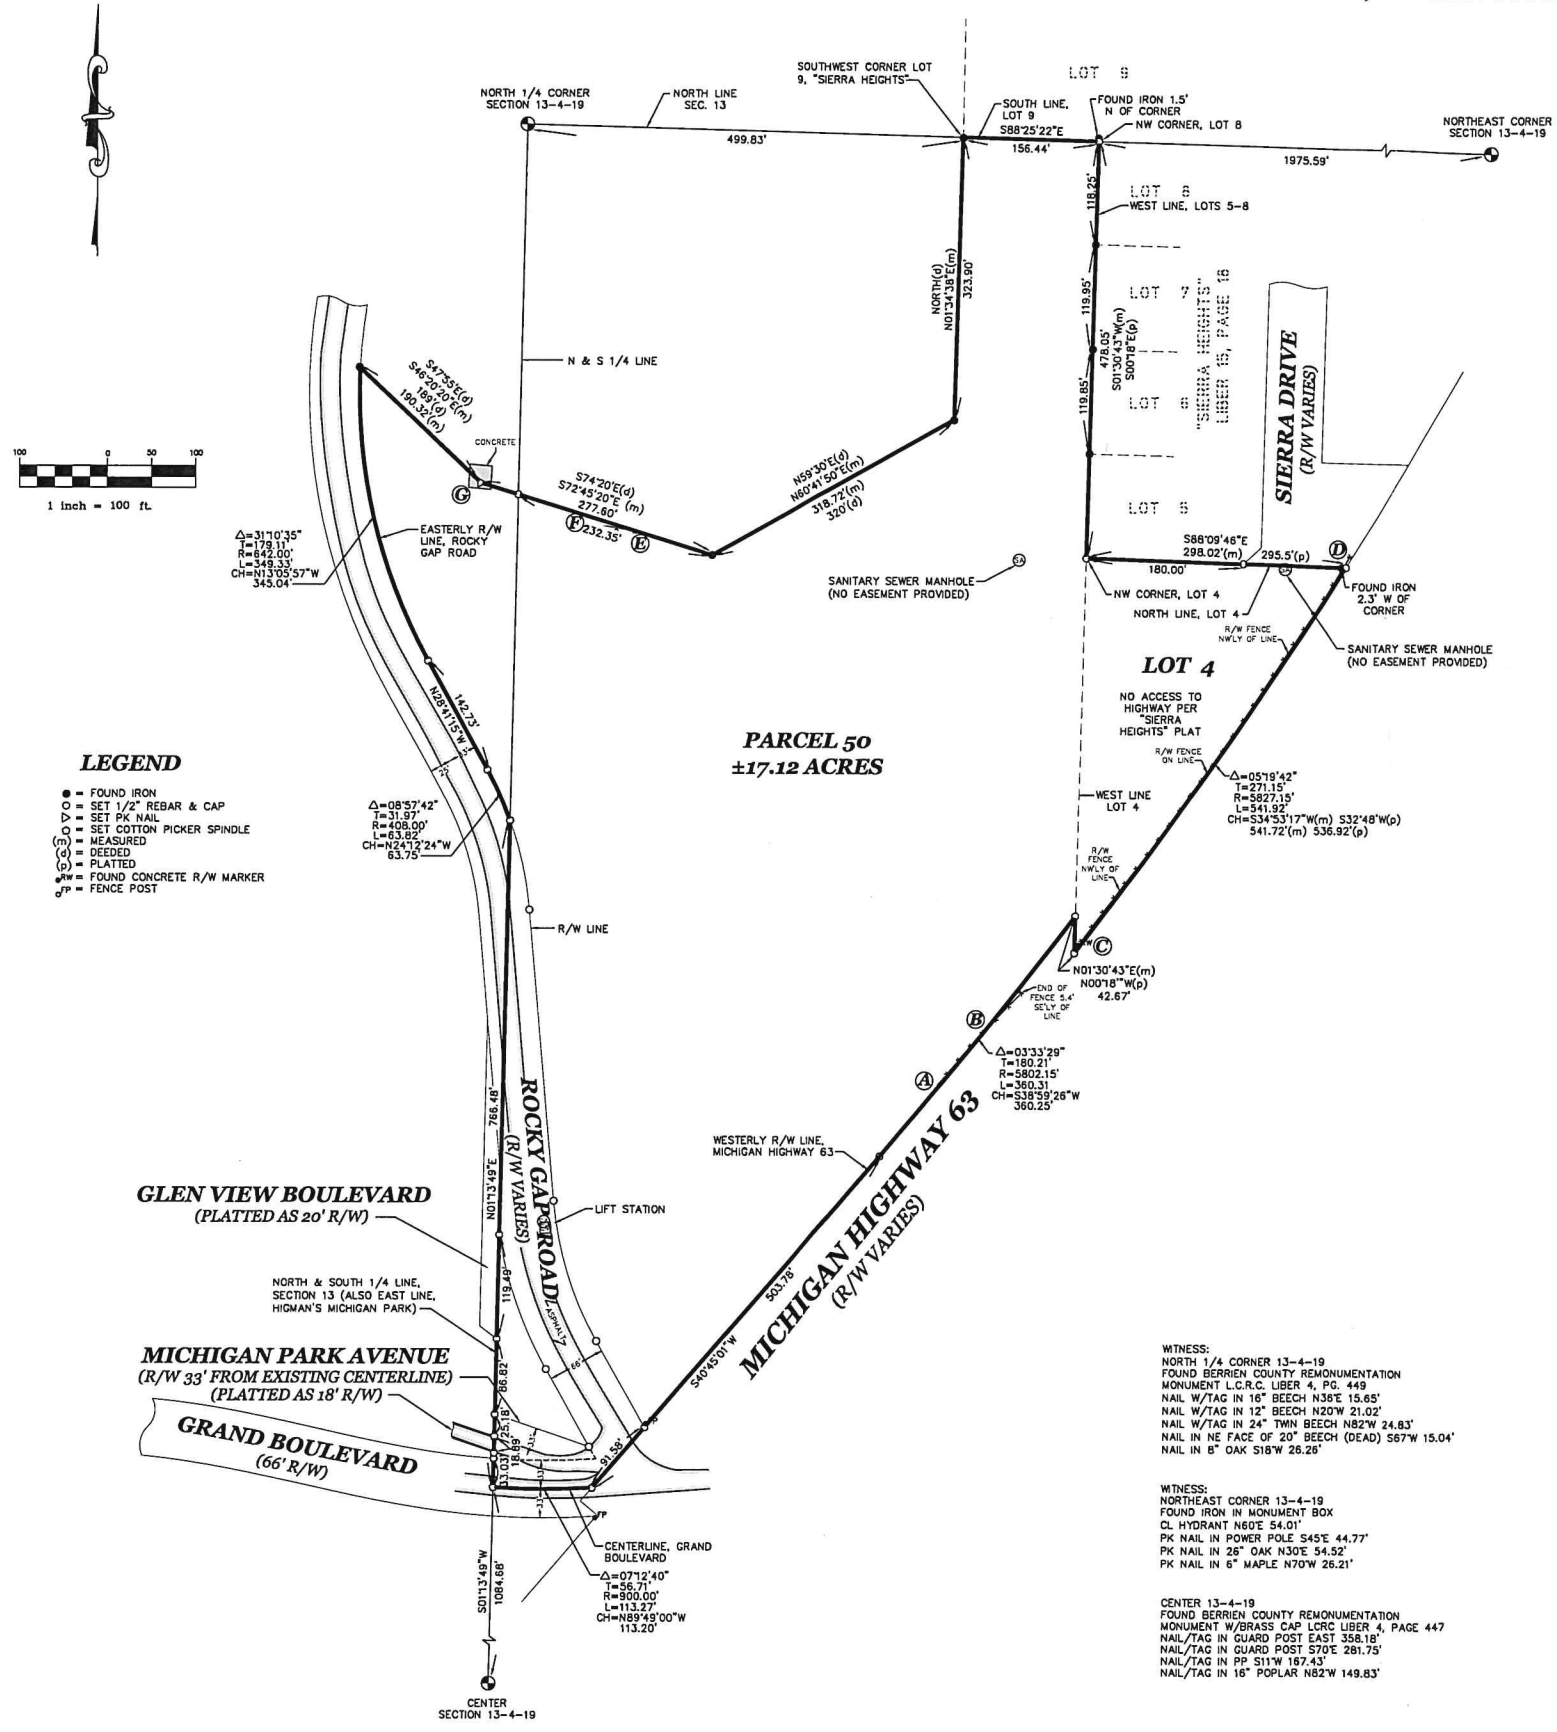 SOUTHWEST CORNER LOT
9, "SIERRA HEIGHTS"
LOT 9
NORTH 1/4 CORNER
SECTION 13-4-19
NORTH LINE
SEC. 13
SOUTH LINE,
LOT 9
FOUND IRON 1.5'
N OF CORNER
NW CORNER, LOT 8
NORTHEAST CORNER
SECTION 13-4-19
499.83'
S88°25'22"E
156.44'
1975.59'
118.25'
LOT 8
WEST LINE, LOTS 5-8
NORTH(d)
N01°34'38"E(m)
323.90'
119.95'
LOT 7
478.05'
S01°30'43"W(m)
S00°18'E(p)
"SIERRA HEIGHTS"
LIBER 15, PAGE 18
N & S 1/4 LINE
119.85'
LOT 6
SIERRA DRIVE
(R/W VARIES)
S47°55'E(d)
S46°20'20"E(m)
189'(d)
190.32'(m)
CONCRETE
G
100 0 50 100
1 inch = 100 ft.
S74°20'E(d)
S72°45'20"E (m)
277.60'
232.35'
F
E
N59°30'E(d)
N60°41'50"E(m)
318.72'(m)
320'(d)
LOT 5
EASTERLY R/W
LINE, ROCKY
GAP ROAD
Δ=31°10'35"
T=179.11'
R=642.00'
L=349.33'
CH=N13°05'57"W
345.04'
SANITARY SEWER MANHOLE
(NO EASEMENT PROVIDED)
SA
S88°09'46"E
298.02'(m)
295.5'(p)
180.00'
D
NW CORNER, LOT 4
NORTH LINE, LOT 4
SA
FOUND IRON
2.3' W OF
CORNER
R/W FENCE
NW'LY OF LINE
SANITARY SEWER MANHOLE
(NO EASEMENT PROVIDED)
LOT 4
NO ACCESS TO
HIGHWAY PER
"SIERRA
HEIGHTS" PLAT
142.73'
N28°41'15"W
PARCEL 50
±17.12 ACRES
R/W FENCE
ON LINE
LEGEND
= FOUND IRON
= SET 1/2" REBAR & CAP
= SET PK NAIL
= SET COTTON PICKER SPINDLE
(m) = MEASURED
(d) = DEEDED
(p) = PLATTED
RW = FOUND CONCRETE R/W MARKER
FP = FENCE POST
Δ=08°57'42"
T=31.97'
R=408.00'
L=63.82'
CH=N24°12'24"W
63.75'
WEST LINE
LOT 4
Δ=05°19'42"
T=271.15'
R=5827.15'
L=541.92'
CH=S34°53'17"W(m) S32°48'W(p)
541.72'(m) 536.92'(p)
R/W
FENCE
NW'LY OF
LINE
R/W LINE
RW
C
N01°30'43"E(m)
N00°18'"W(p)
42.67'
END OF
FENCE 5.4'
SE'LY OF
LINE
B
A
Δ=03°33'29"
T=180.21'
R=5802.15'
L=360.31
CH=S38°59'26"W
360.25'
766.48'
N01°13'49"E
ROCKY GAP ROAD
(R/W VARIES)
WESTERLY R/W LINE,
MICHIGAN HIGHWAY 63
MICHIGAN HIGHWAY 63
(R/W VARIES)
GLEN VIEW BOULEVARD
(PLATTED AS 20' R/W)
LIFT STATION
119.49'
503.78'
S40°45'01"W
NORTH & SOUTH 1/4 LINE,
SECTION 13 (ALSO EAST LINE,
HIGMAN'S MICHIGAN PARK)
ASPHALT
66'
MICHIGAN PARK AVENUE
(R/W 33' FROM EXISTING CENTERLINE)
(PLATTED AS 18' R/W)
86.82'
25.18'
18.89'
33.03'
33'
33'
33'
91.58'
GRAND BOULEVARD
(66' R/W)
FP
CENTERLINE, GRAND
BOULEVARD
Δ=07°12'40"
T=56.71'
R=900.00'
L=113.27'
CH=N89°49'00"W
113.20'
S01°13'49"W
1084.68'
CENTER
SECTION 13-4-19
WITNESS:
NORTH 1/4 CORNER 13-4-19
FOUND BERRIEN COUNTY REMONUMENTATION
MONUMENT L.C.R.C. LIBER 4, PG. 449
NAIL W/TAG IN 16" BEECH N36°E 15.65'
NAIL W/TAG IN 12" BEECH N20°W 21.02'
NAIL W/TAG IN 24" TWIN BEECH N82°W 24.83'
NAIL IN NE FACE OF 20" BEECH (DEAD) S67°W 15.04'
NAIL IN 8" OAK S18°W 26.26'
WITNESS:
NORTHEAST CORNER 13-4-19
FOUND IRON IN MONUMENT BOX
CL HYDRANT N60°E 54.01'
PK NAIL IN POWER POLE S45°E 44.77'
PK NAIL IN 26" OAK N30°E 54.52'
PK NAIL IN 6" MAPLE N70°W 26.21'
CENTER 13-4-19
FOUND BERRIEN COUNTY REMONUMENTATION
MONUMENT W/BRASS CAP LCRC LIBER 4, PAGE 447
NAIL/TAG IN GUARD POST EAST 358.18'
NAIL/TAG IN GUARD POST S70°E 281.75'
NAIL/TAG IN PP S11°W 167.43'
NAIL/TAG IN 16" POPLAR N82°W 149.83'